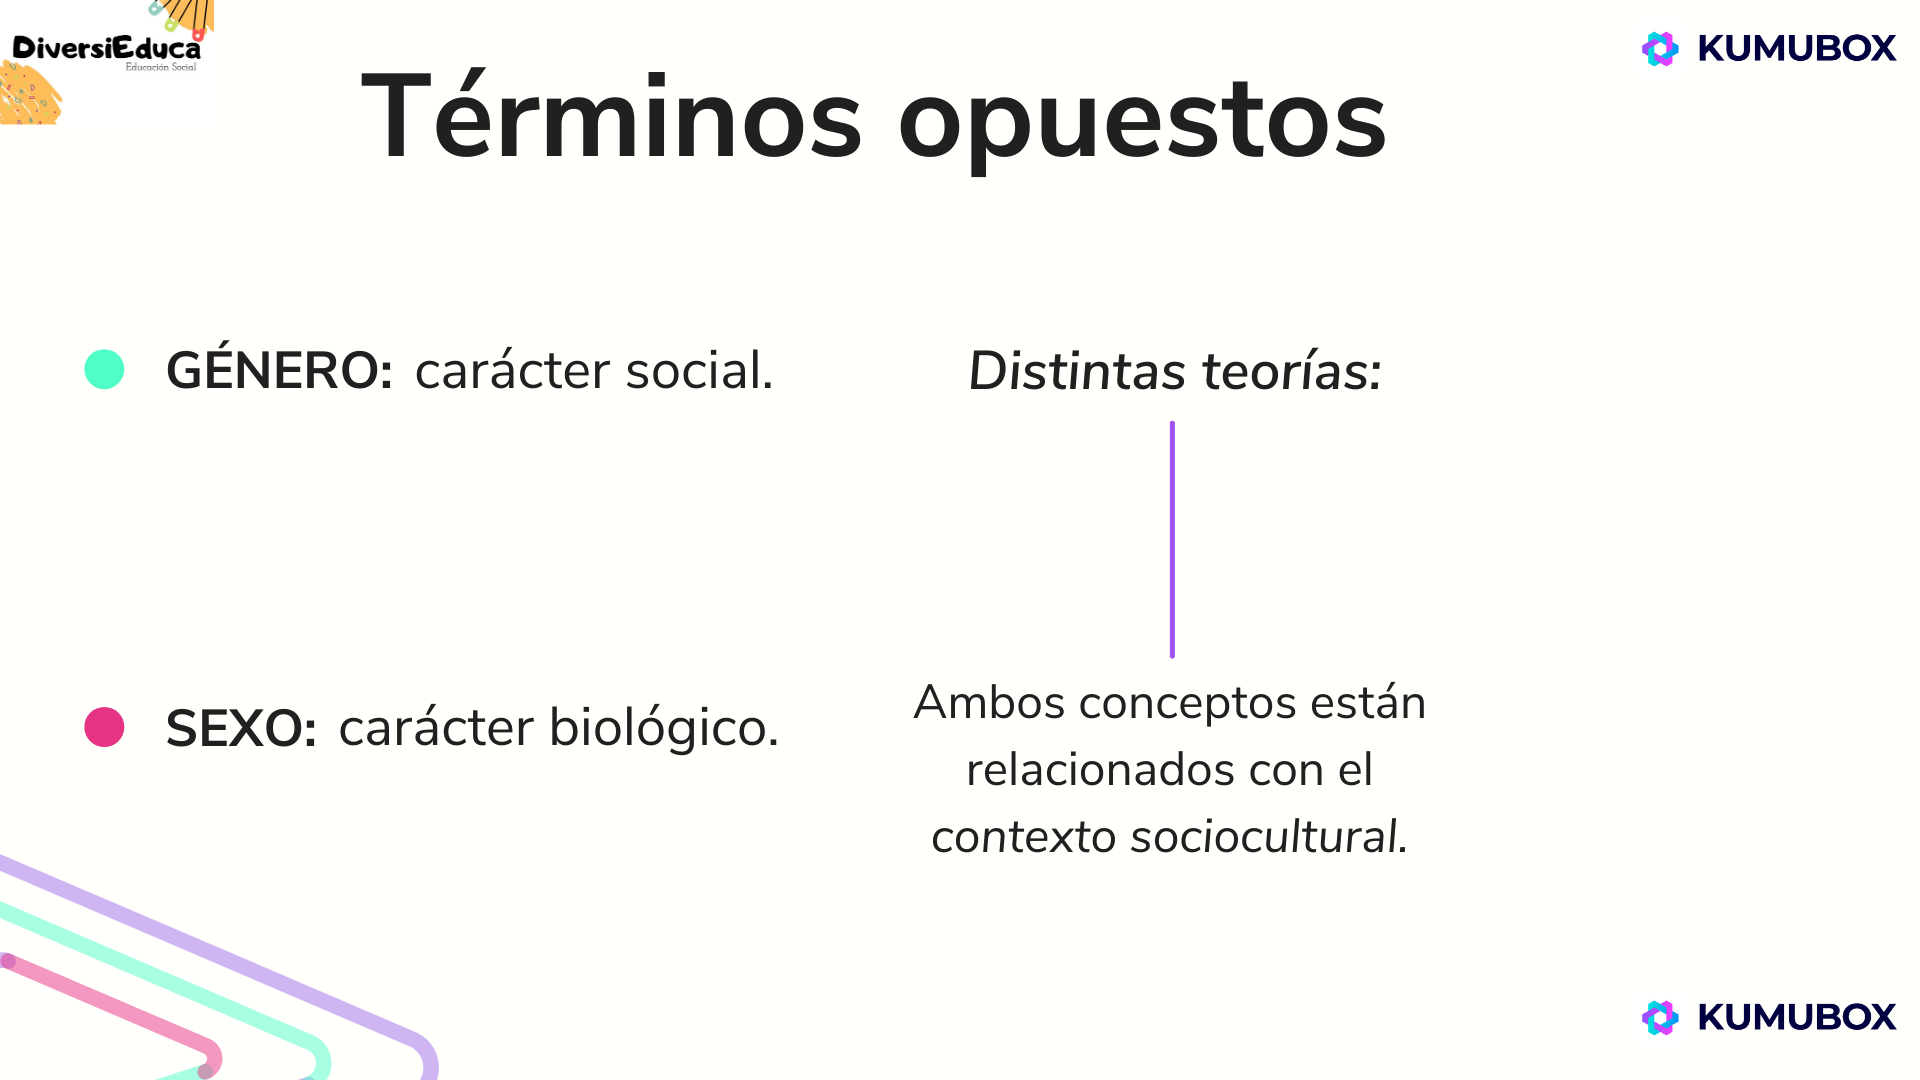 DiversiEduca
Educación Social
KUMUBOX
Términos opuestos
GÉNERO: carácter social.
SEXO: carácter biológico.
Distintas teorías:
Ambos conceptos están
relacionados con el
contexto sociocultural.
KUMUBOX